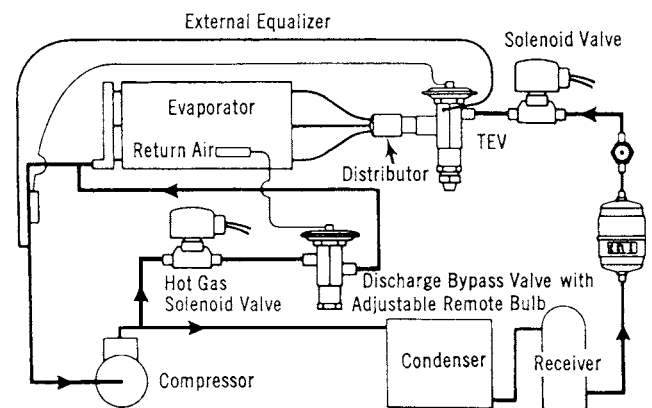 External Equalizer
Solenoid Valve
Evaporator
Return Air
TEV
Distributor
Hot Gas
Solenoid Valve
Discharge Bypass Valve with
Adjustable Remote Bulb
Compressor
Condenser
Receiver